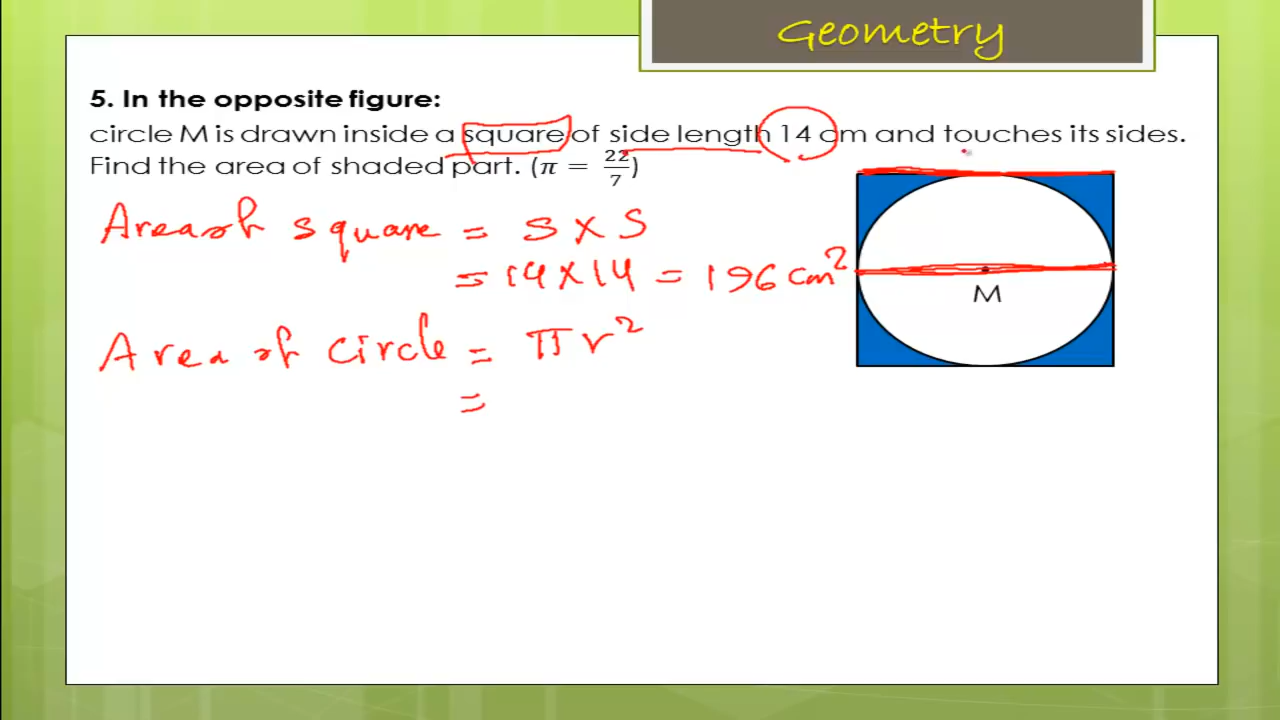 Geometry
5. In the opposite figure:
circle M is drawn inside a square of side length 14 cm and touches its sides.
Find the area of shaded part. (π = 22/7)
Area of square = S × S
= 14 × 14 = 196 cm²
Area of circle = π r²
=
M